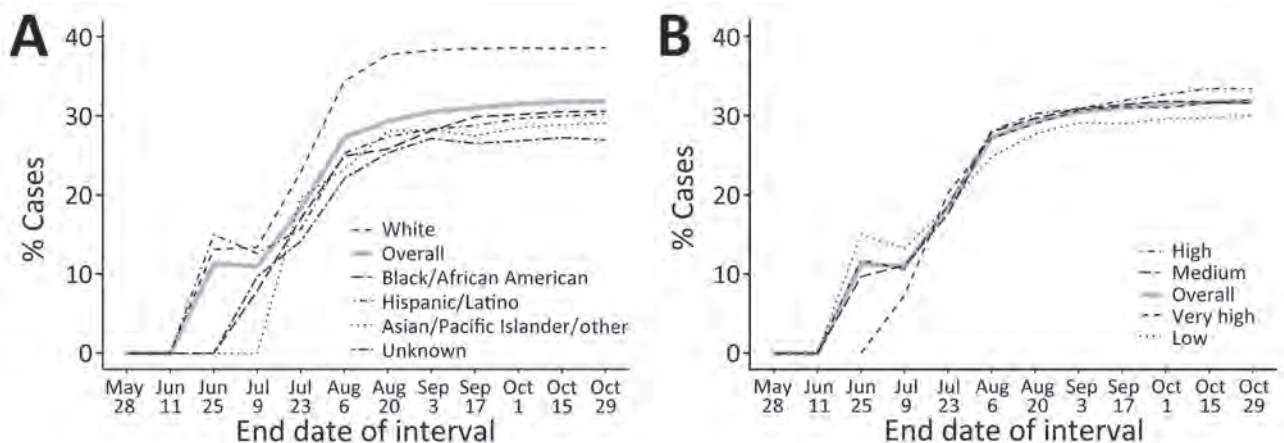 A
% Cases
40
30
20
10
0
White
Overall
Black/African American
Hispanic/Latino
Asian/Pacific Islander/other
Unknown
May Jun Jun Jul Jul Aug Aug Sep Sep Oct Oct Oct
28 11 25 9 23 6 20 3 17 1 15 29
End date of interval
B
% Cases
40
30
20
10
0
High
Medium
Overall
Very high
Low
May Jun Jun Jul Jul Aug Aug Sep Sep Oct Oct Oct
28 11 25 9 23 6 20 3 17 1 15 29
End date of interval